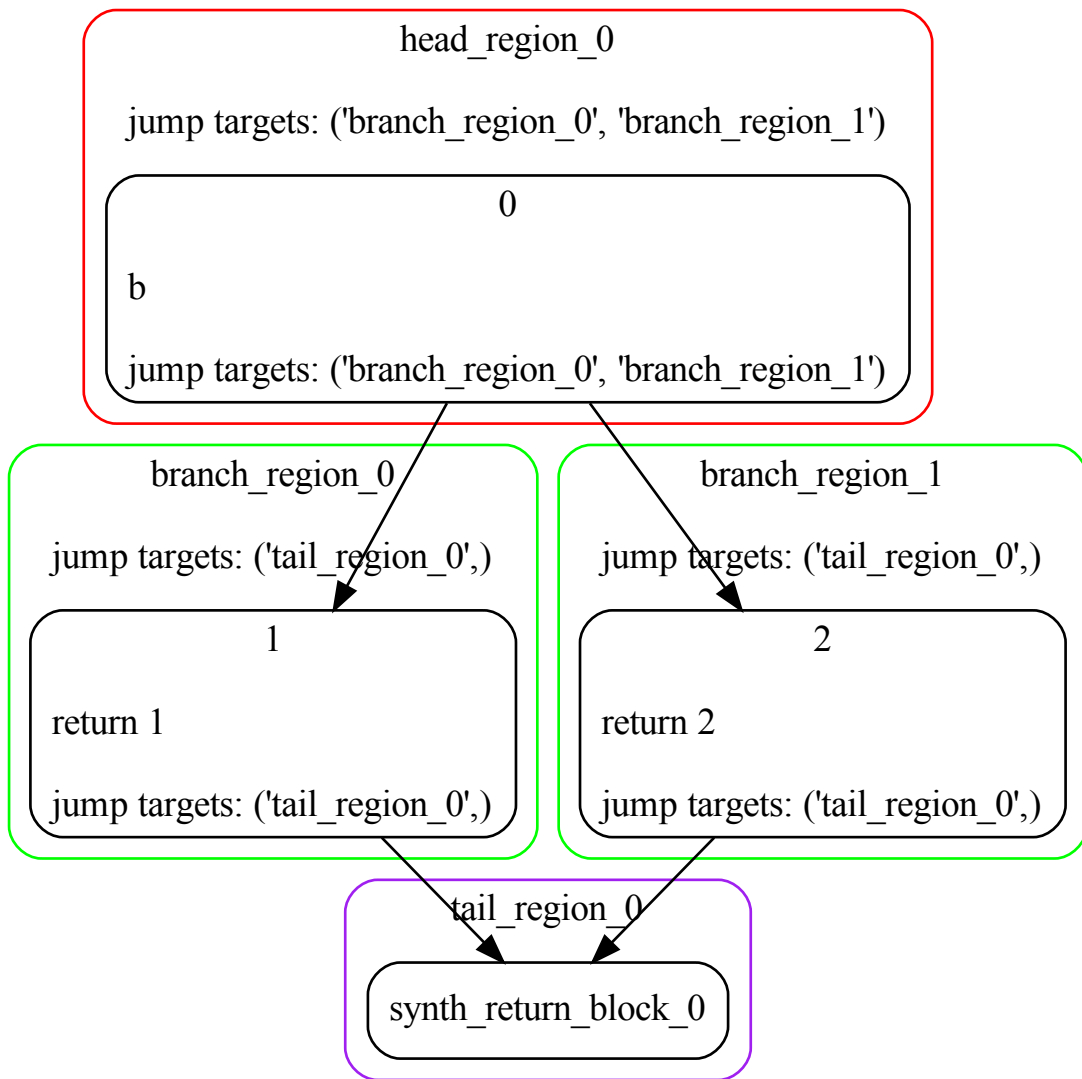 head_region_0
jump targets: ('branch_region_0', 'branch_region_1')
0
b
jump targets: ('branch_region_0', 'branch_region_1')
branch_region_0
jump targets: ('tail_region_0',)
1
return 1
jump targets: ('tail_region_0',)
branch_region_1
jump targets: ('tail_region_0',)
2
return 2
jump targets: ('tail_region_0',)
tail_region_0
synth_return_block_0